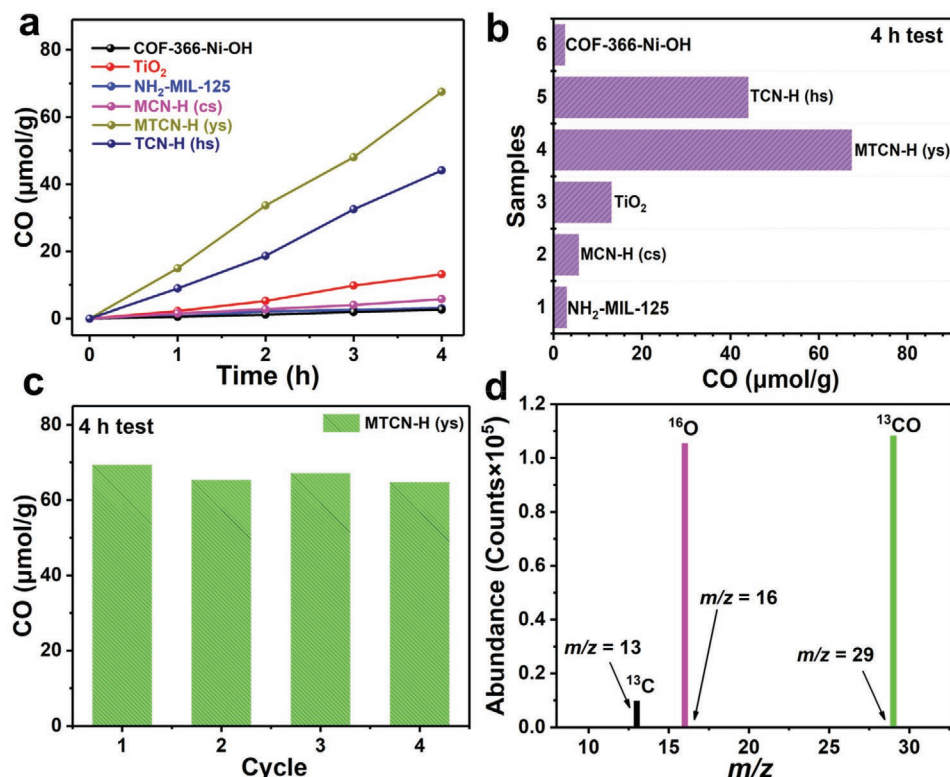 a
CO (μmol/g)
80
60
40
20
0
COF-366-Ni-OH
TiO₂
NH₂-MIL-125
MCN-H (cs)
MTCN-H (ys)
TCN-H (hs)
0 1 2 3 4
Time (h)
b
4 h test
Samples
6 COF-366-Ni-OH
5 TCN-H (hs)
4 MTCN-H (ys)
3 TiO₂
2 MCN-H (cs)
1 NH₂-MIL-125
0 20 40 60 80
CO (μmol/g)
c
4 h test
MTCN-H (ys)
CO (μmol/g)
80
60
40
20
0
1 2 3 4
Cycle
d
Abundance (Counts×10⁵)
1.2
1.0
0.8
0.6
0.4
0.2
0.0
¹⁶O
¹³CO
m/z = 16
m/z = 13
m/z = 29
¹³C
10 15 20 25 30
m/z